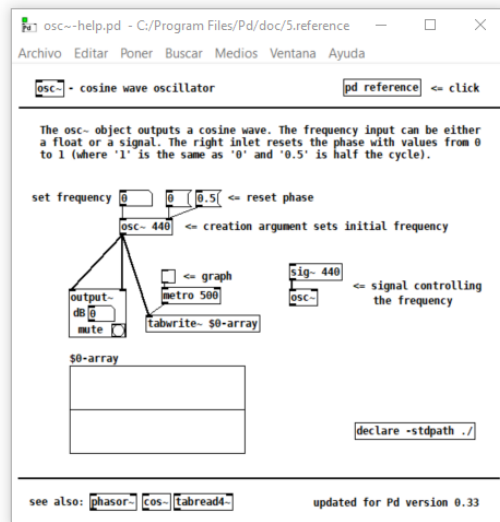 osc~-help.pd - C:/Program Files/Pd/doc/5.reference
Archivo Editar Poner Buscar Medios Ventana Ayuda
osc~ - cosine wave oscillator
pd reference <= click
The osc~ object outputs a cosine wave. The frequency input can be either
a float or a signal. The right inlet resets the phase with values from 0
to 1 (where '1' is the same as '0' and '0.5' is half the cycle).
set frequency 0 0 0.5 <= reset phase
osc~ 440 <= creation argument sets initial frequency
<= graph
metro 500
sig~ 440
osc~
<= signal controlling
the frequency
output~
dB 0
mute
tabwrite~ $0-array
$0-array
declare -stdpath ./
see also: phasor~ cos~ tabread4~
updated for Pd version 0.33